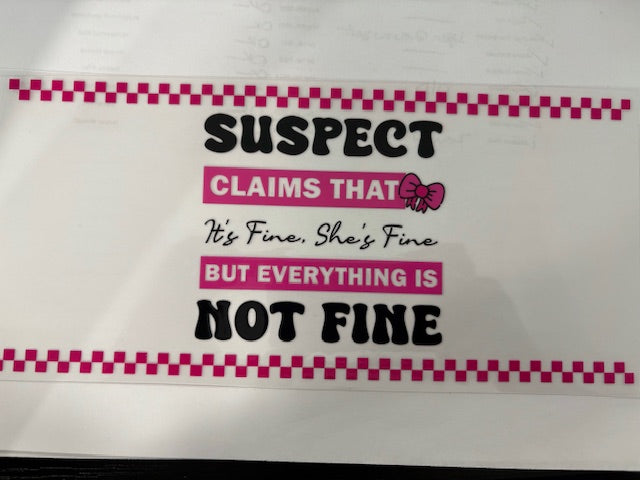 SUSPECT
CLAIMS THAT
It's Fine, She's Fine
BUT EVERYTHING IS
NOT FINE